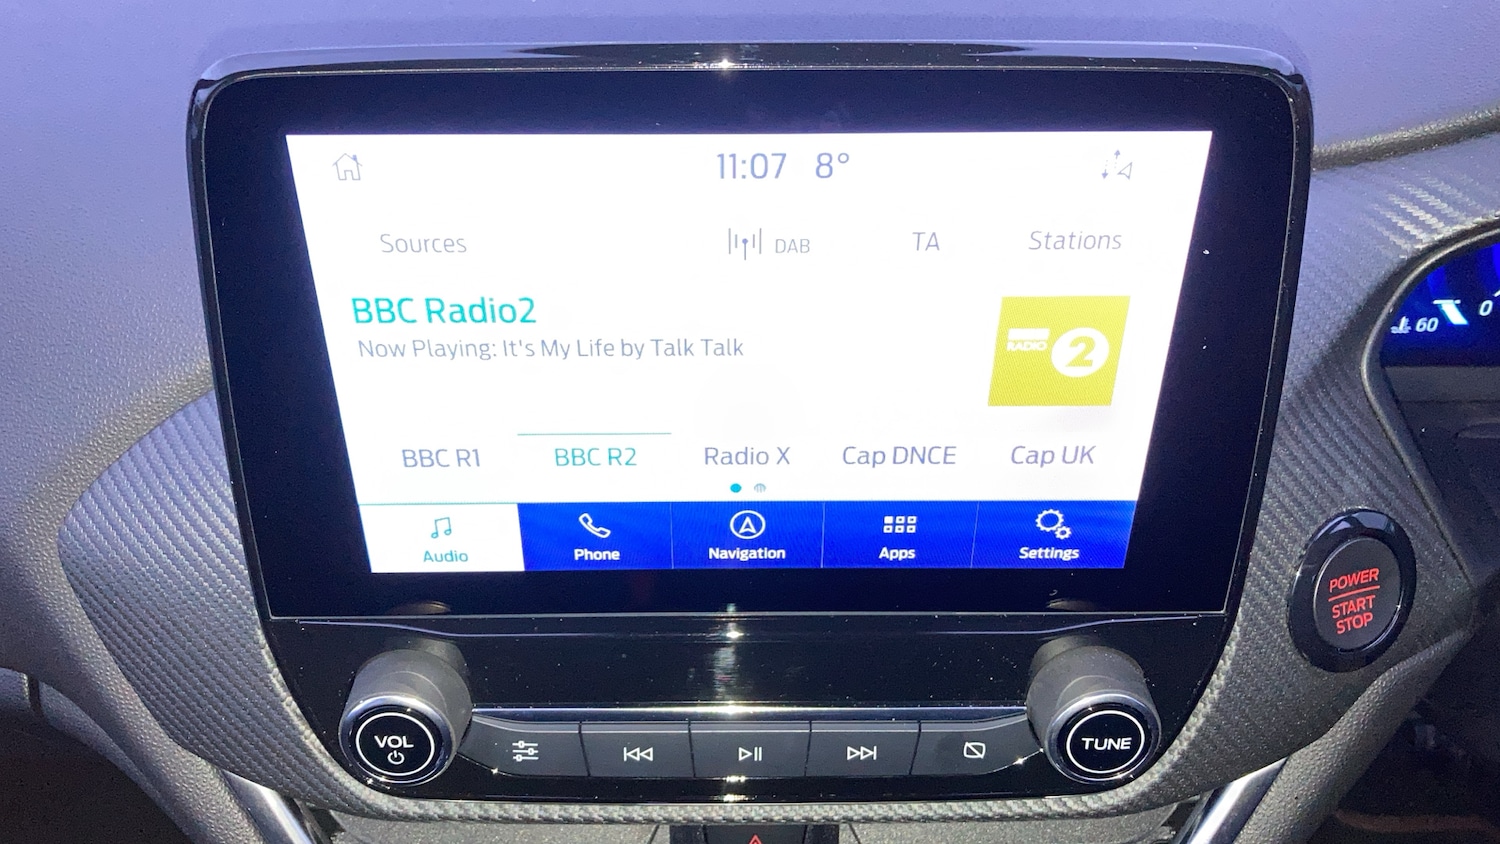 11:07 8°
Sources DAB TA Stations
BBC Radio2
Now Playing: It's My Life by Talk Talk
RADIO 2
BBC R1 BBC R2 Radio X Cap DNCE Cap UK
Audio Phone Navigation Apps Settings
60 0
POWER
START
STOP
VOL
TUNE